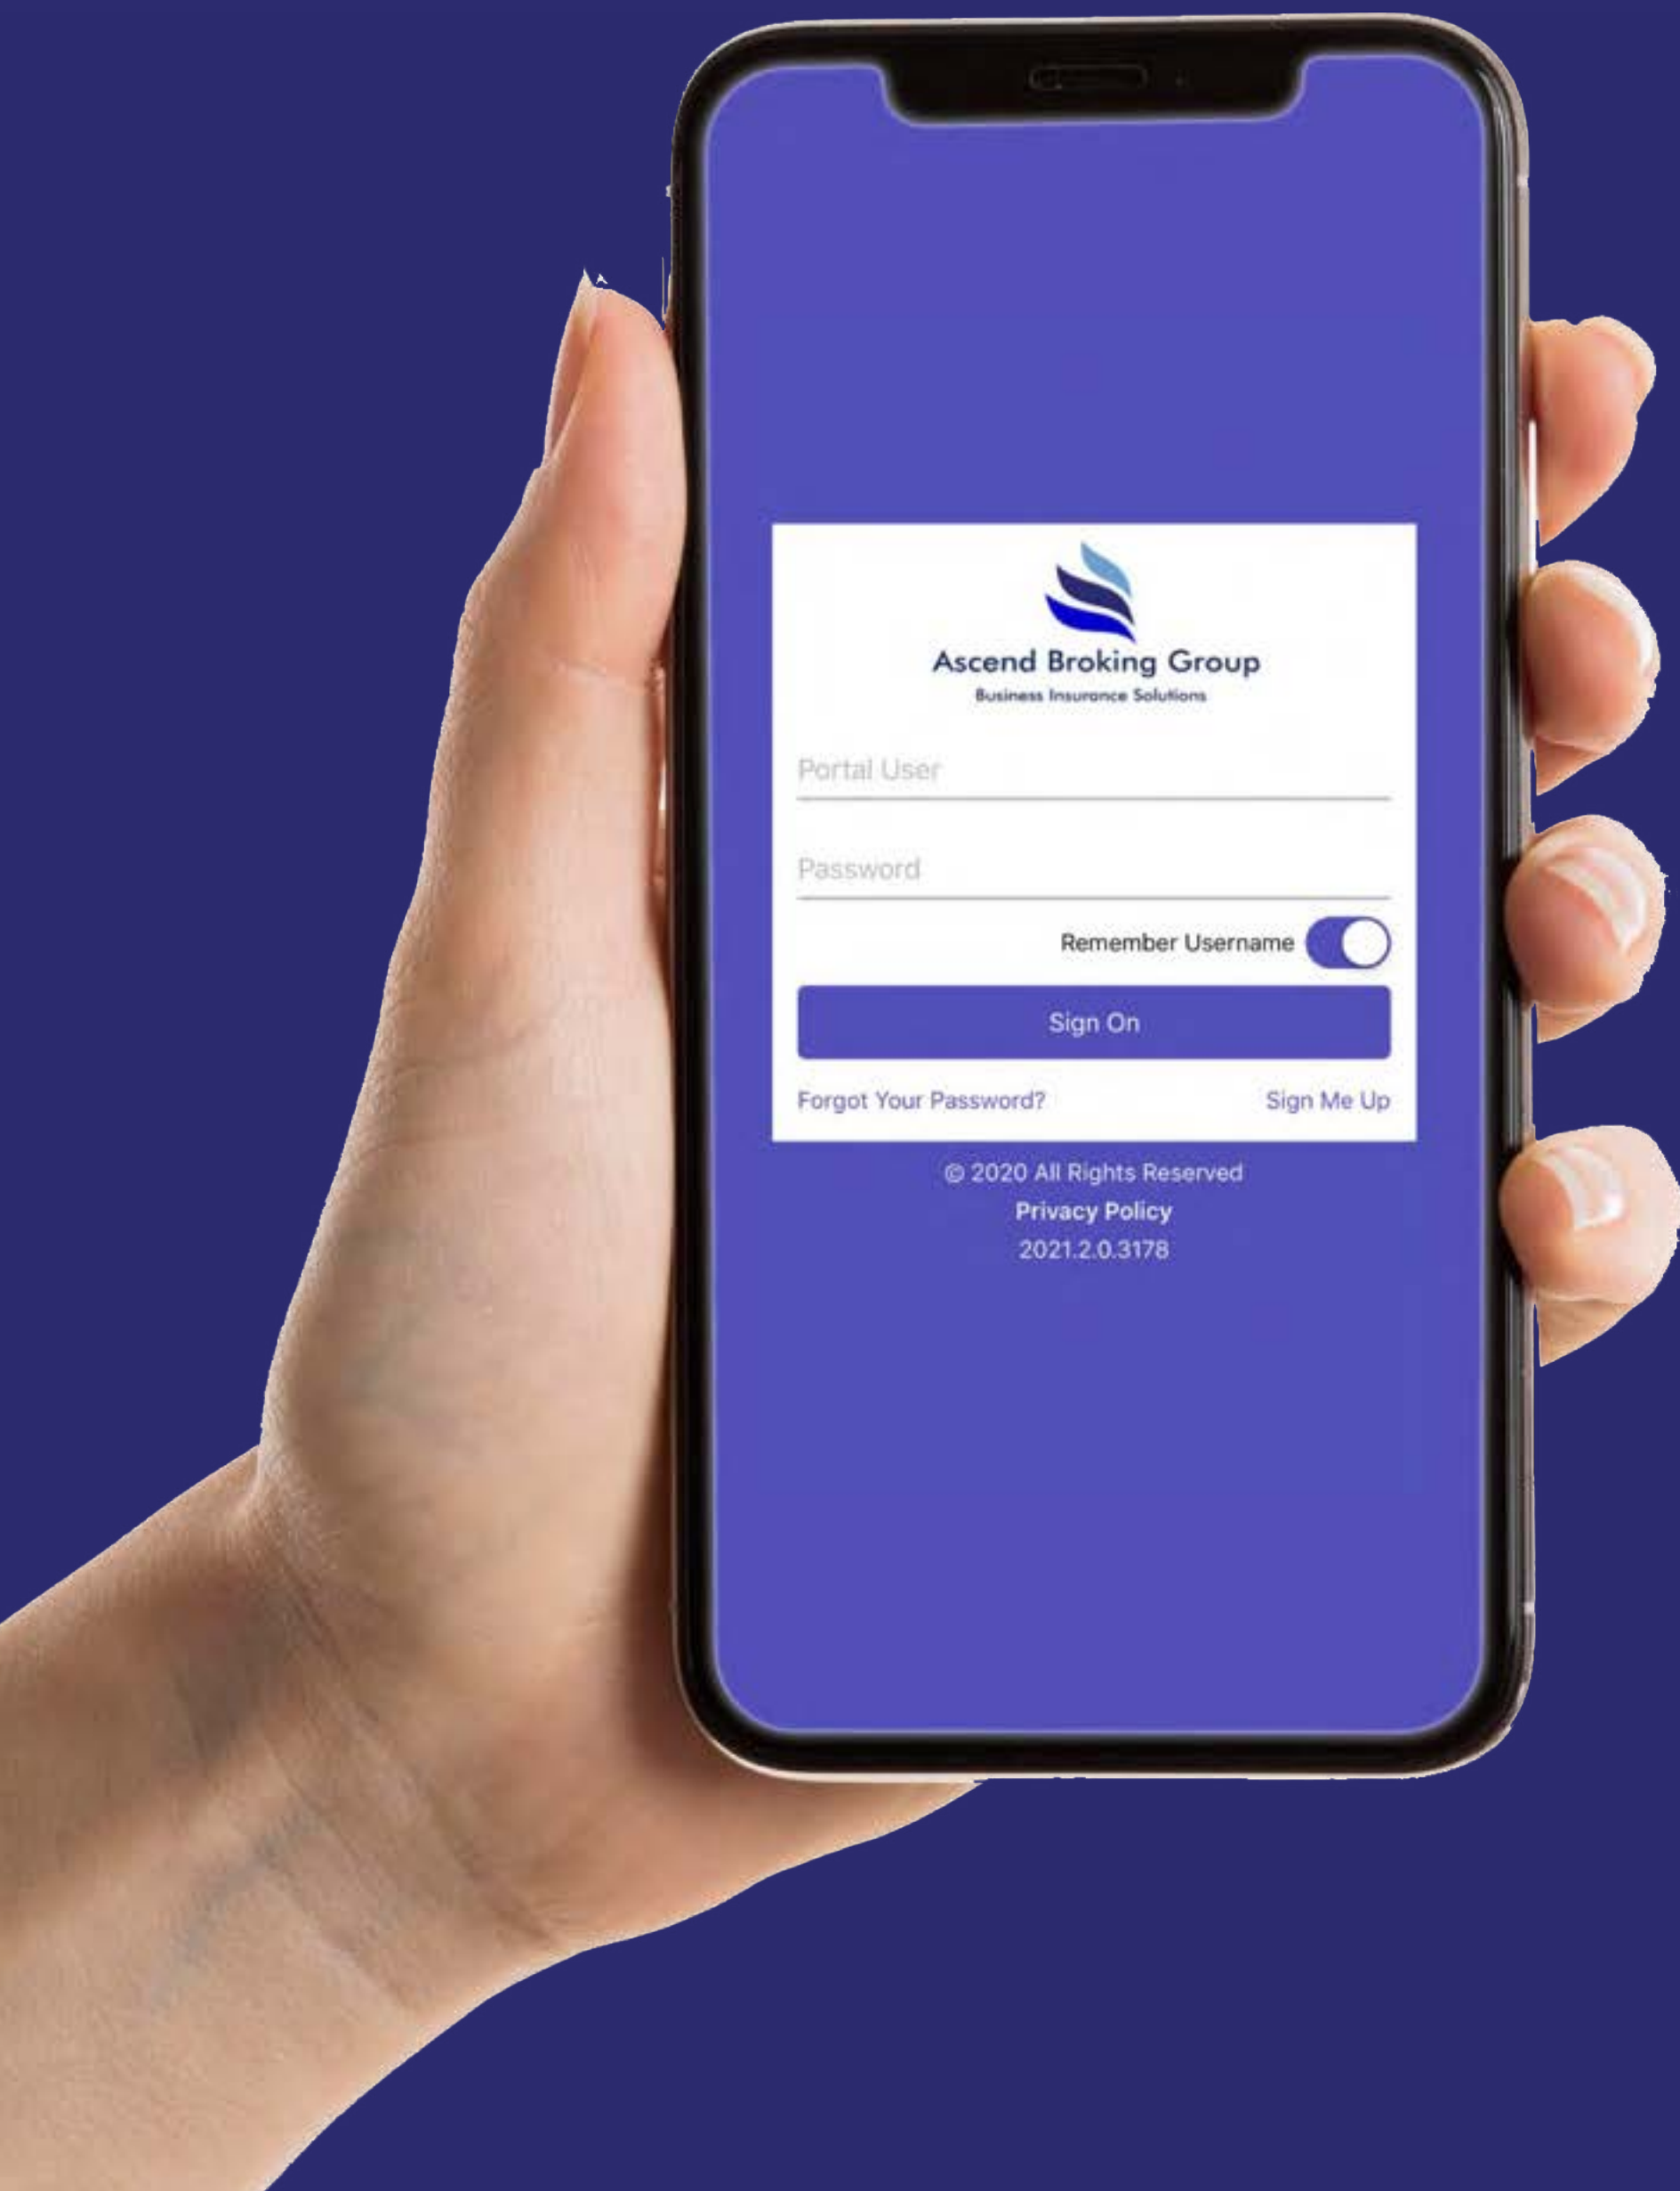 Ascend Broking Group
Business Insurance Solutions
Portal User
Password
Remember Username
Sign On
Forgot Your Password? Sign Me Up
© 2020 All Rights Reserved
Privacy Policy
2021.2.0.3178